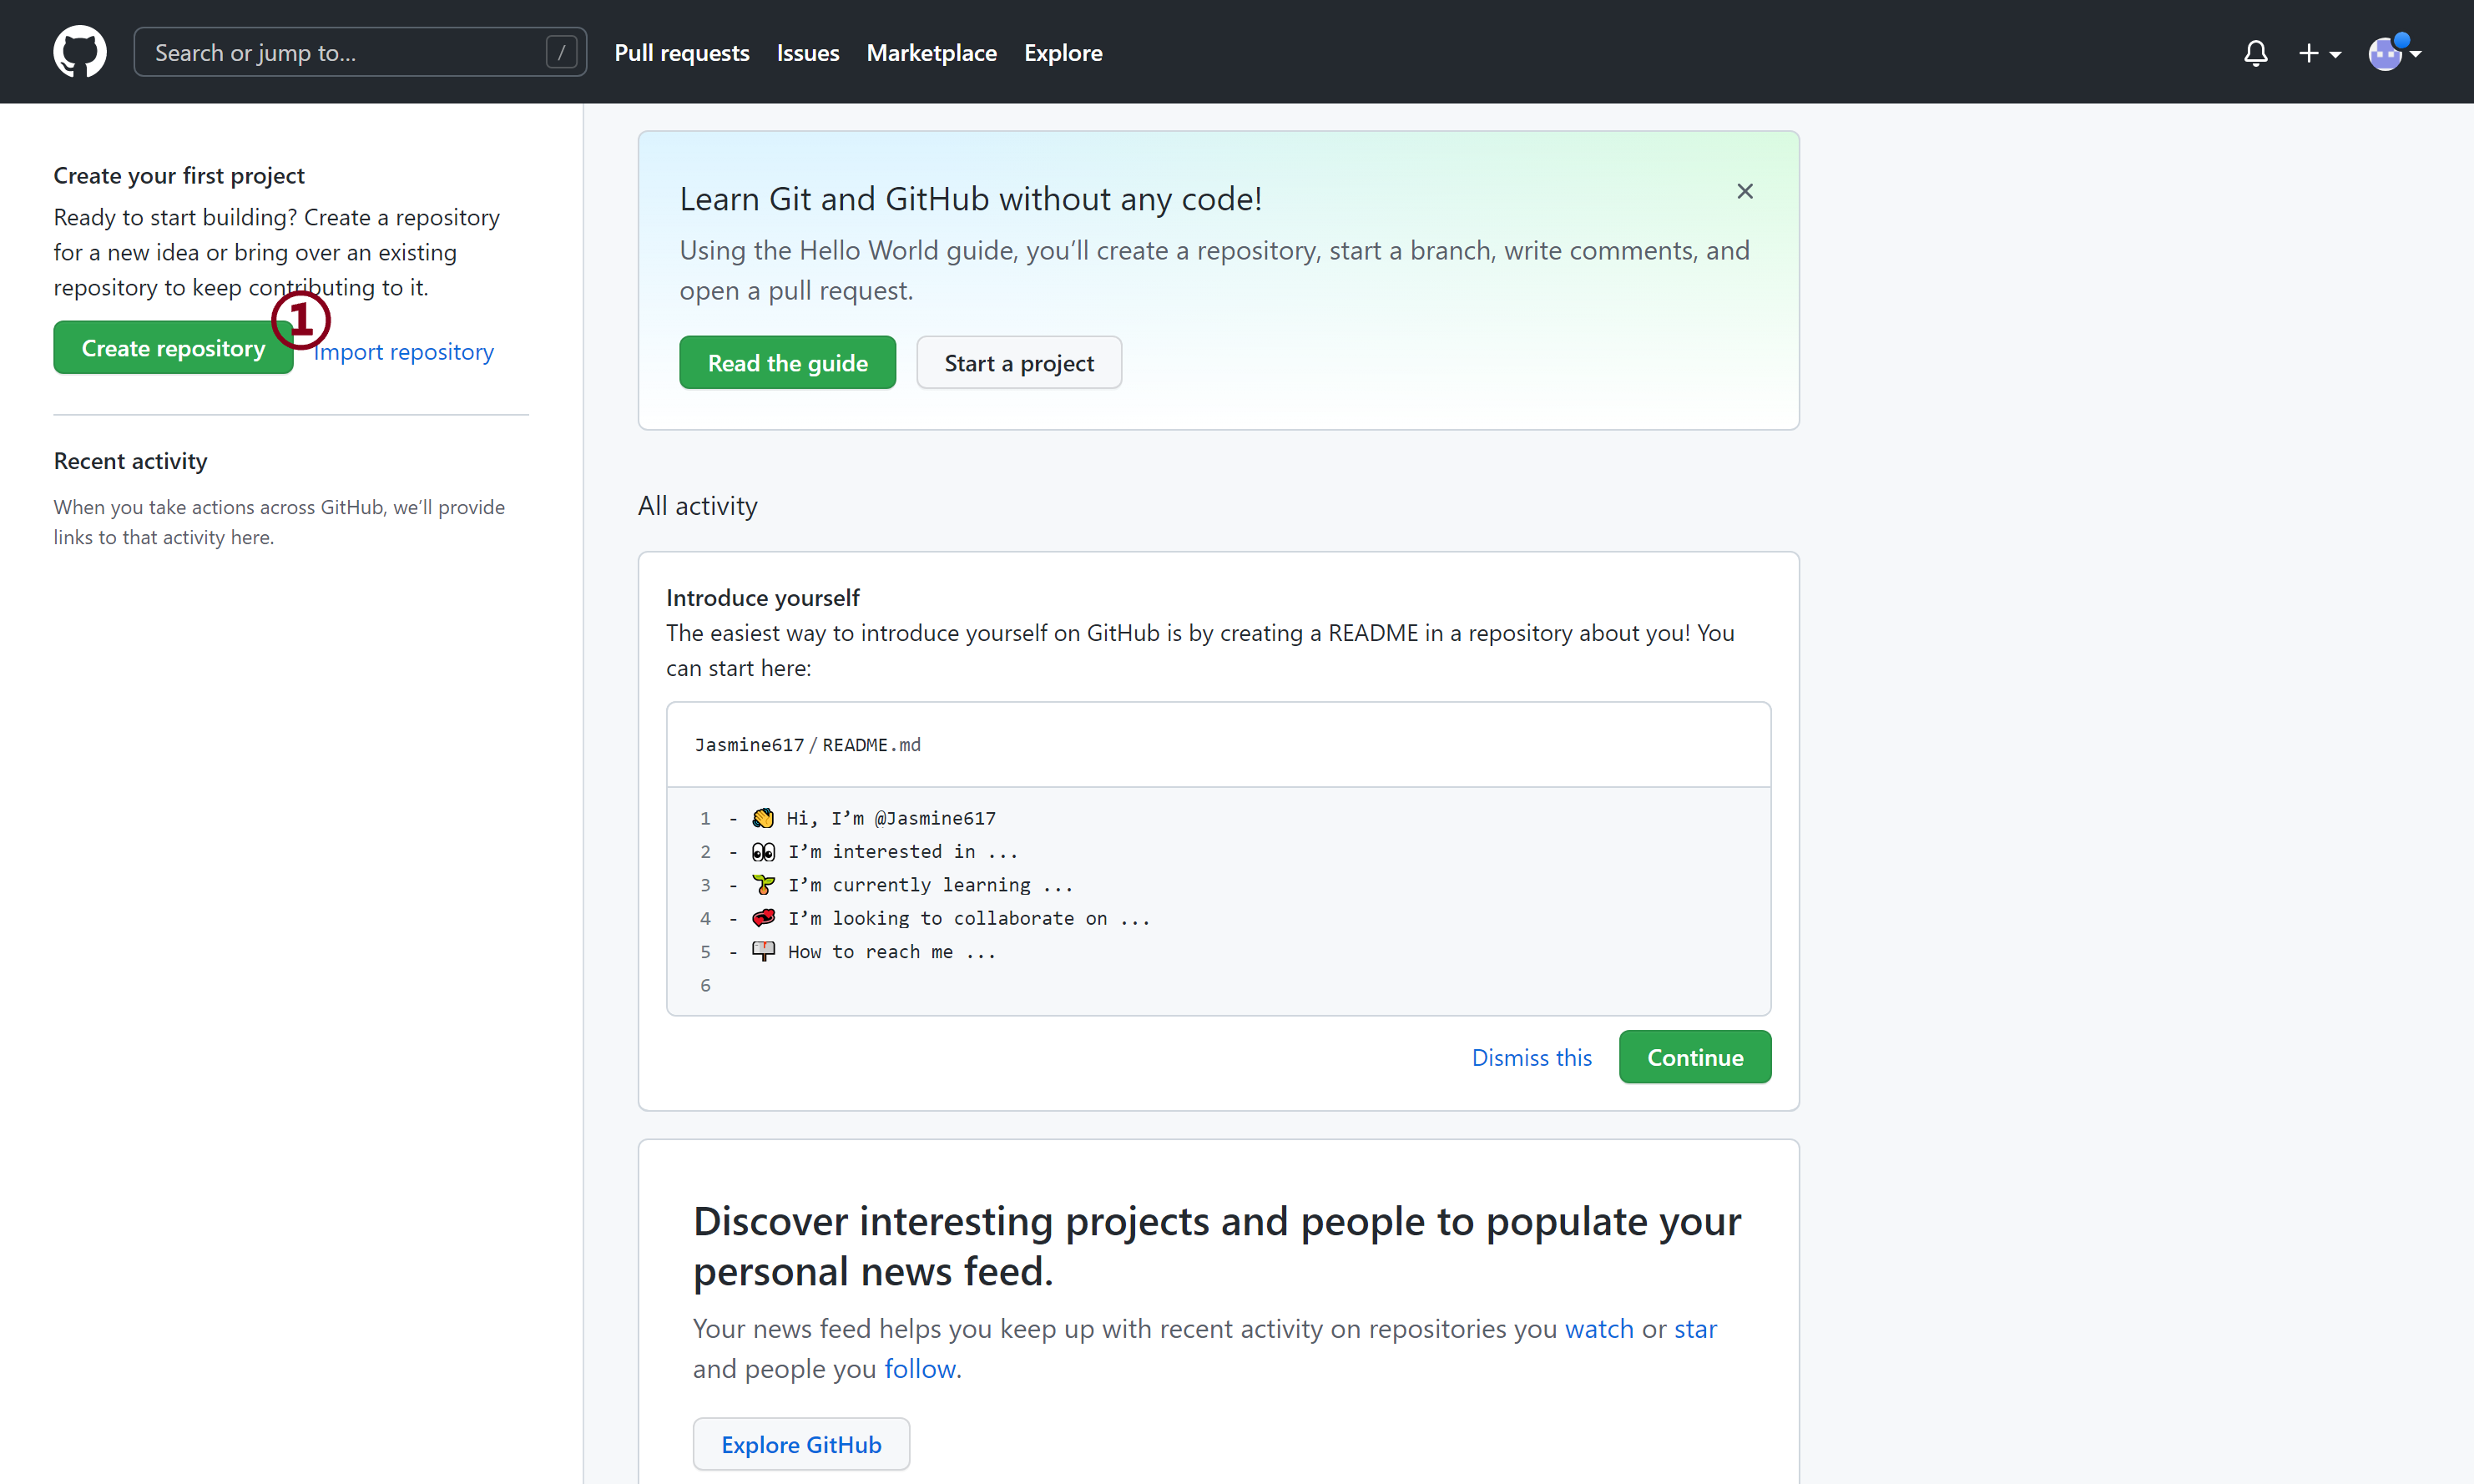 Search or jump to... /
Pull requests
Issues
Marketplace
Explore
Create your first project
Ready to start building? Create a repository
for a new idea or bring over an existing
repository to keep contributing to it.
①
Create repository
Import repository
Recent activity
When you take actions across GitHub, we’ll provide
links to that activity here.
Learn Git and GitHub without any code!
Using the Hello World guide, you’ll create a repository, start a branch, write comments, and
open a pull request.
Read the guide
Start a project
All activity
Introduce yourself
The easiest way to introduce yourself on GitHub is by creating a README in a repository about you! You
can start here:
Jasmine617 / README.md
1 - 👋 Hi, I’m @Jasmine617
2 - 👀 I’m interested in ...
3 - 🌱 I’m currently learning ...
4 - 💞️ I’m looking to collaborate on ...
5 - 📫 How to reach me ...
6
Dismiss this
Continue
Discover interesting projects and people to populate your
personal news feed.
Your news feed helps you keep up with recent activity on repositories you watch or star
and people you follow.
Explore GitHub